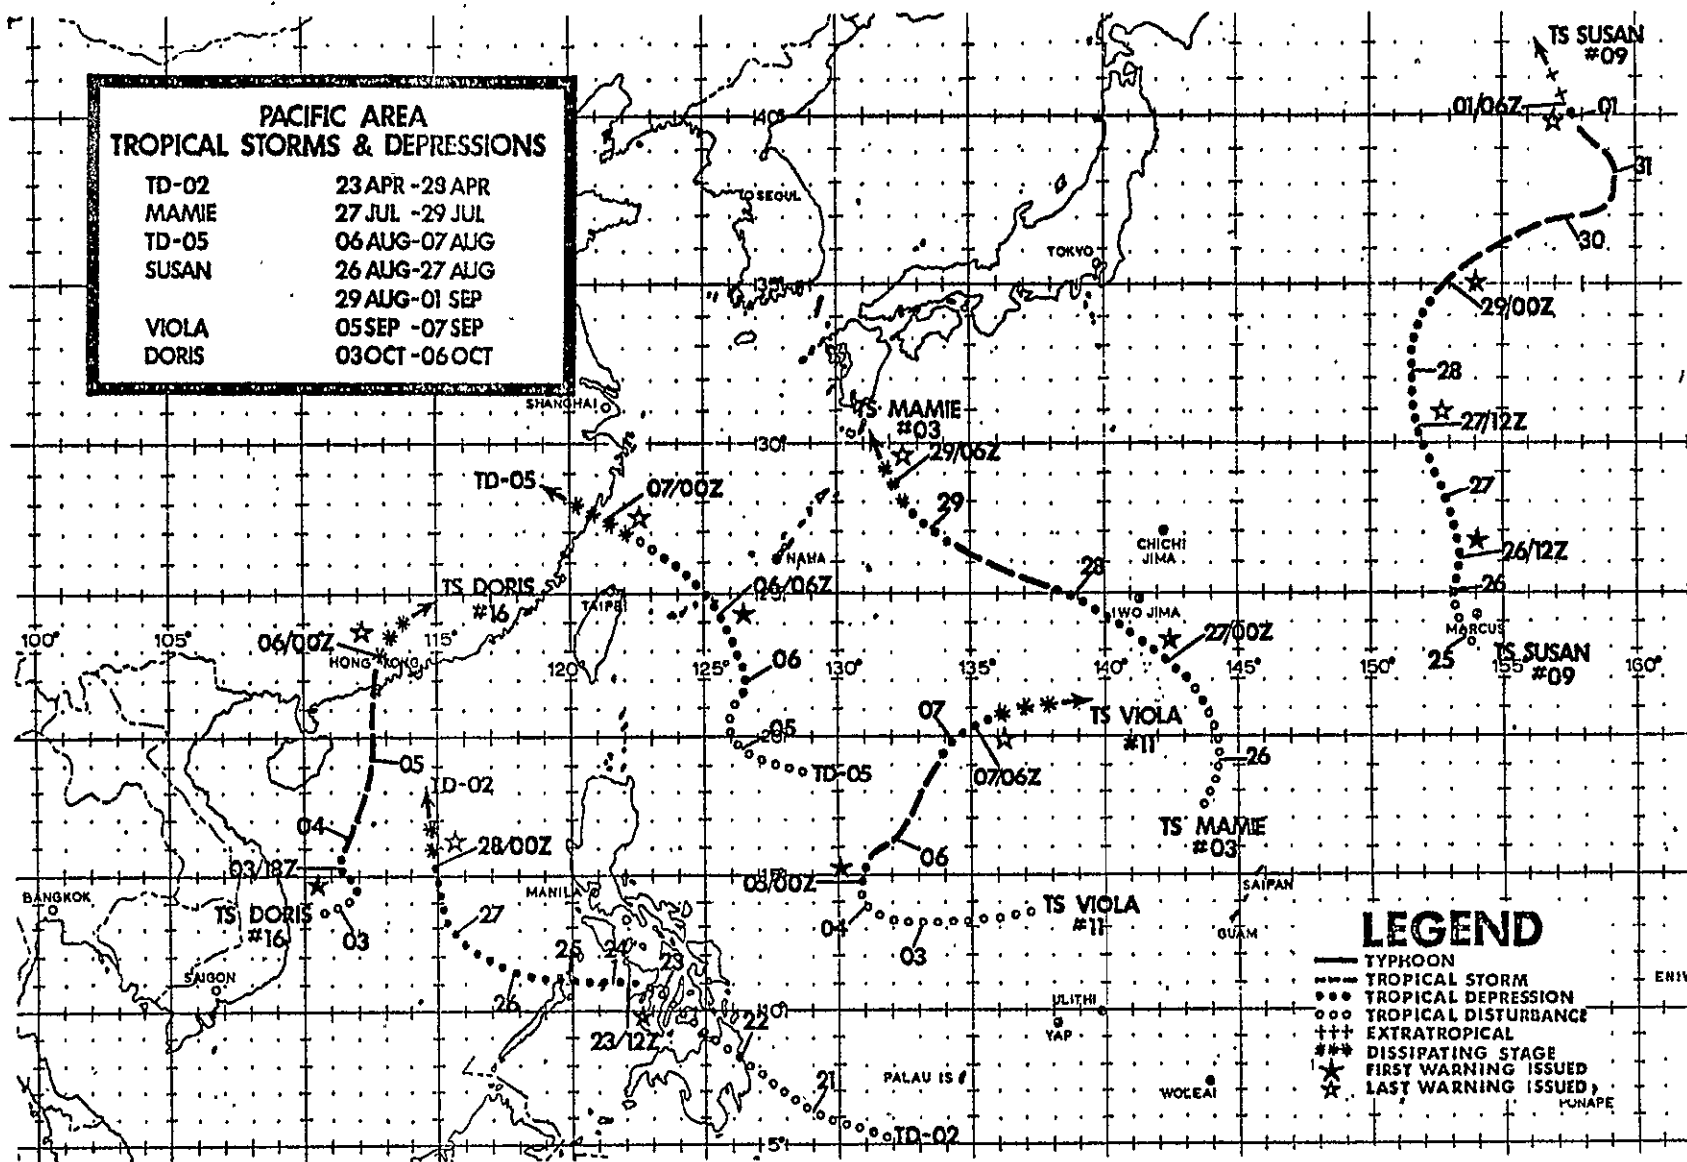 PACIFIC AREA
TROPICAL STORMS & DEPRESSIONS
TD-02 23 APR-28 APR
MAMIE 27 JUL-29 JUL
TD-05 06 AUG-07 AUG
SUSAN 26 AUG-27 AUG
29 AUG-01 SEP
VIOLA 05 SEP-07 SEP
DORIS 03 OCT-06 OCT
TS SUSAN
#09
01/06Z
01
40°
31
SEOUL
30
TOKYO
35°
29/00Z
28
SHANGHAI
TS MAMIE
#03
27/12Z
30°
29/06Z
TD-05
07/00Z
27
29
CHICHI
JIMA
NAHA
26/12Z
28
06/06Z
TS DORIS
#16
TAIPEI
26
IWO JIMA
MARCUS
06/00Z
27/00Z
100° 105° 115° 120° 125° 130° 135° 140° 145° 150° 155° 160°
HONG KONG
25
TS SUSAN
#09
06
07
TS VIOLA
#11
05
20°
05
26
TD-05
07/06Z
TD-02
04
TS MAMIE
#03
28/00Z
06
03/18Z
15°
05/00Z
SAIPAN
BANGKOK
MANILA
TS DORIS
#16
03
27
TS VIOLA
#11
04
03
GUAM
25
24
23
SAIGON
26
ULITHI
YAP
10°
22
23/12Z
21
PALAU IS
WOLEAI
TD-02
5°
LEGEND
TYPHOON
TROPICAL STORM
TROPICAL DEPRESSION
TROPICAL DISTURBANCE
EXTRATROPICAL
DISSIPATING STAGE
FIRST WARNING ISSUED
LAST WARNING ISSUED
PONAPE